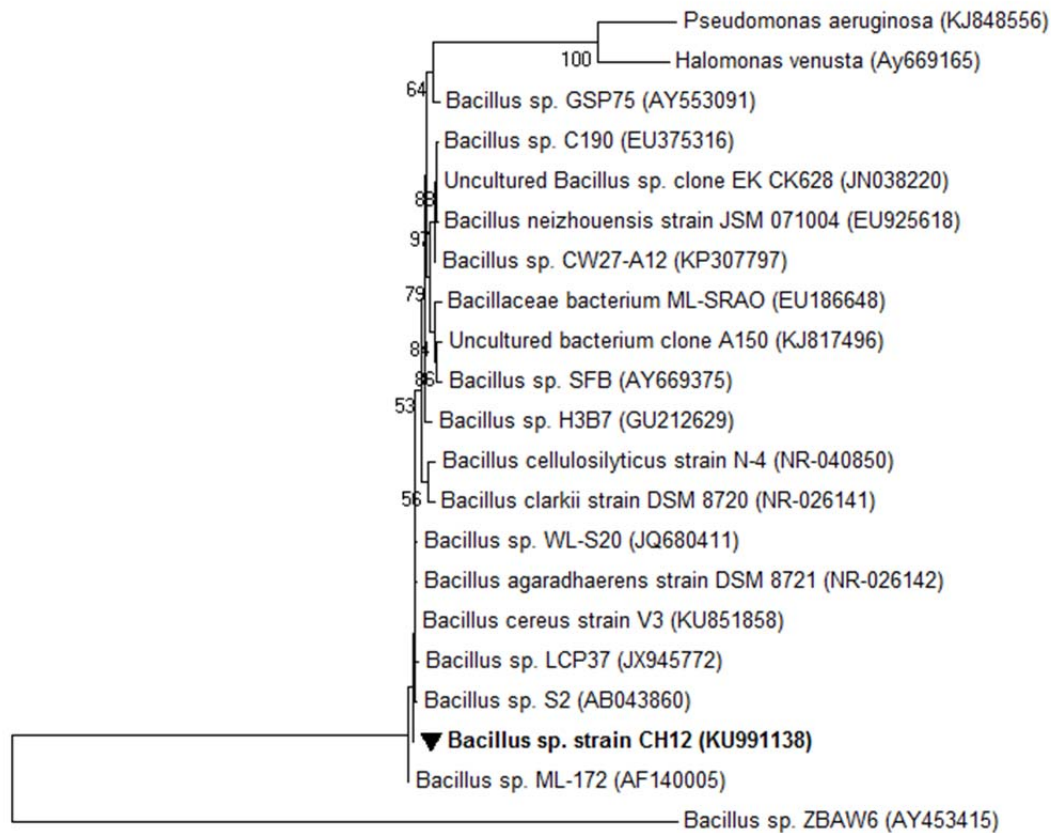 Pseudomonas aeruginosa (KJ848556)
Halomonas venusta (Ay669165)
100
64
Bacillus sp. GSP75 (AY553091)
Bacillus sp. C190 (EU375316)
Uncultured Bacillus sp. clone EK CK628 (JN038220)
88
Bacillus neizhouensis strain JSM 071004 (EU925618)
97
Bacillus sp. CW27-A12 (KP307797)
79
Bacillaceae bacterium ML-SRAO (EU186648)
Uncultured bacterium clone A150 (KJ817496)
84
86
Bacillus sp. SFB (AY669375)
53
Bacillus sp. H3B7 (GU212629)
Bacillus cellulosilyticus strain N-4 (NR-040850)
56
Bacillus clarkii strain DSM 8720 (NR-026141)
Bacillus sp. WL-S20 (JQ680411)
Bacillus agaradhaerens strain DSM 8721 (NR-026142)
Bacillus cereus strain V3 (KU851858)
Bacillus sp. LCP37 (JX945772)
Bacillus sp. S2 (AB043860)
Bacillus sp. strain CH12 (KU991138)
Bacillus sp. ML-172 (AF140005)
Bacillus sp. ZBAW6 (AY453415)